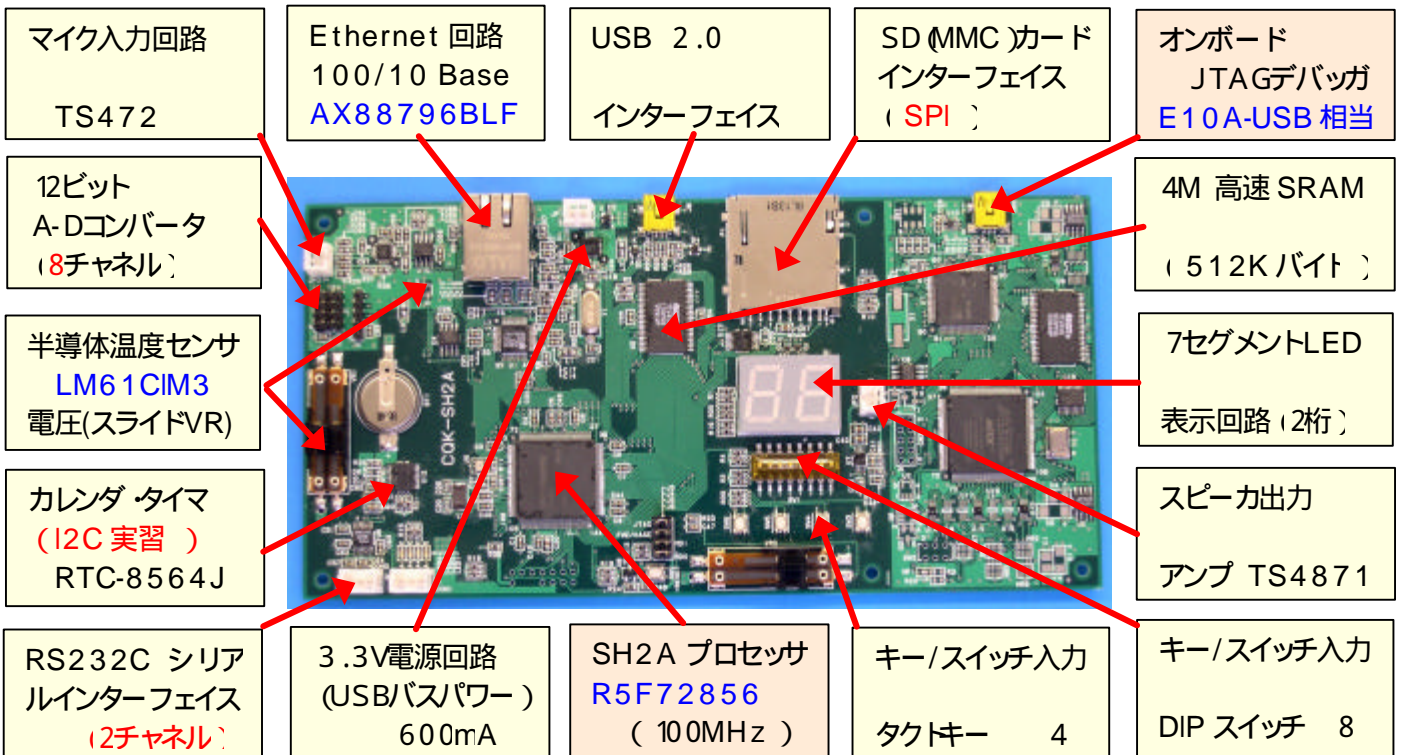 マイク入力回路
TS472
Ethernet 回路
100/10 Base
AX88796BLF
USB 2.0
インターフェイス
SD(MMC)カード
インターフェイス
(SPI)
オンボード
JTAGデバッガ
E10A-USB 相当
12ビット
A-Dコンバータ
(8チャネル)
4M 高速 SRAM
(512Kバイト)
半導体温度センサ
LM61CIM3
電圧(スライドVR)
7セグメントLED
表示回路(2桁)
カレンダ・タイマ
(I2C 実習)
RTC-8564J
スピーカ出力
アンプ TS4871
RS232C シリア
ルインターフェイス
(2チャネル)
3.3V電源回路
(USBバスパワー)
600mA
SH2A プロセッサ
R5F72856
(100MHz)
キー/スイッチ入力
タクトキー 4
キー/スイッチ入力
DIP スイッチ 8
CQK-SH2A